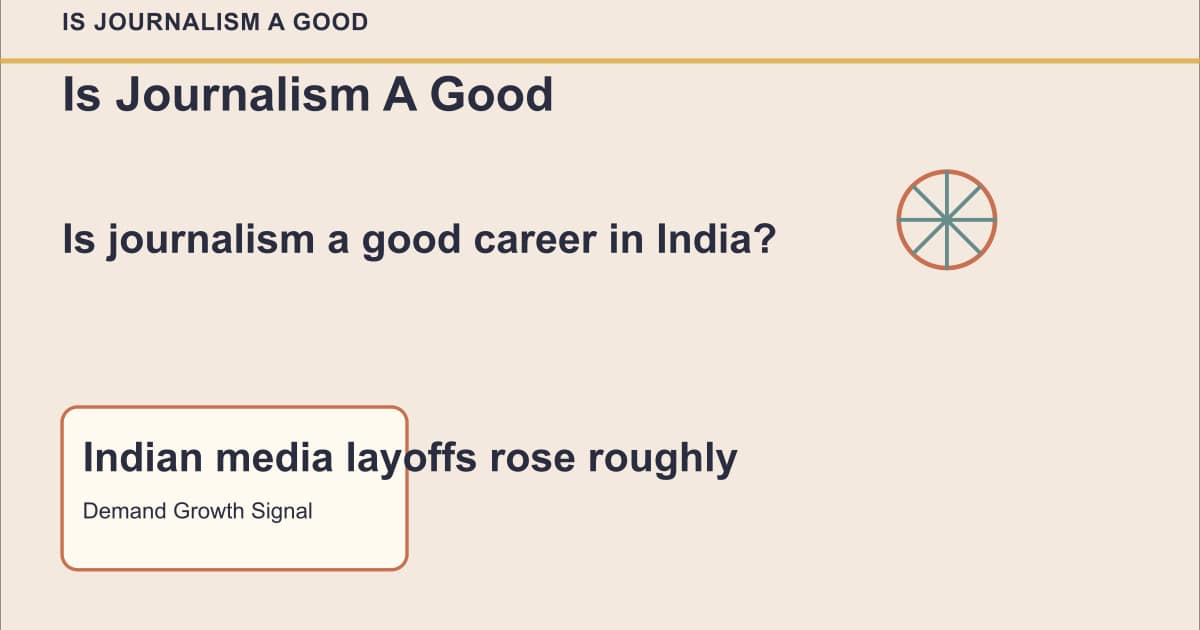 IS JOURNALISM A GOOD
Is Journalism A Good
Is journalism a good career in India?
Indian media layoffs rose roughly
Demand Growth Signal